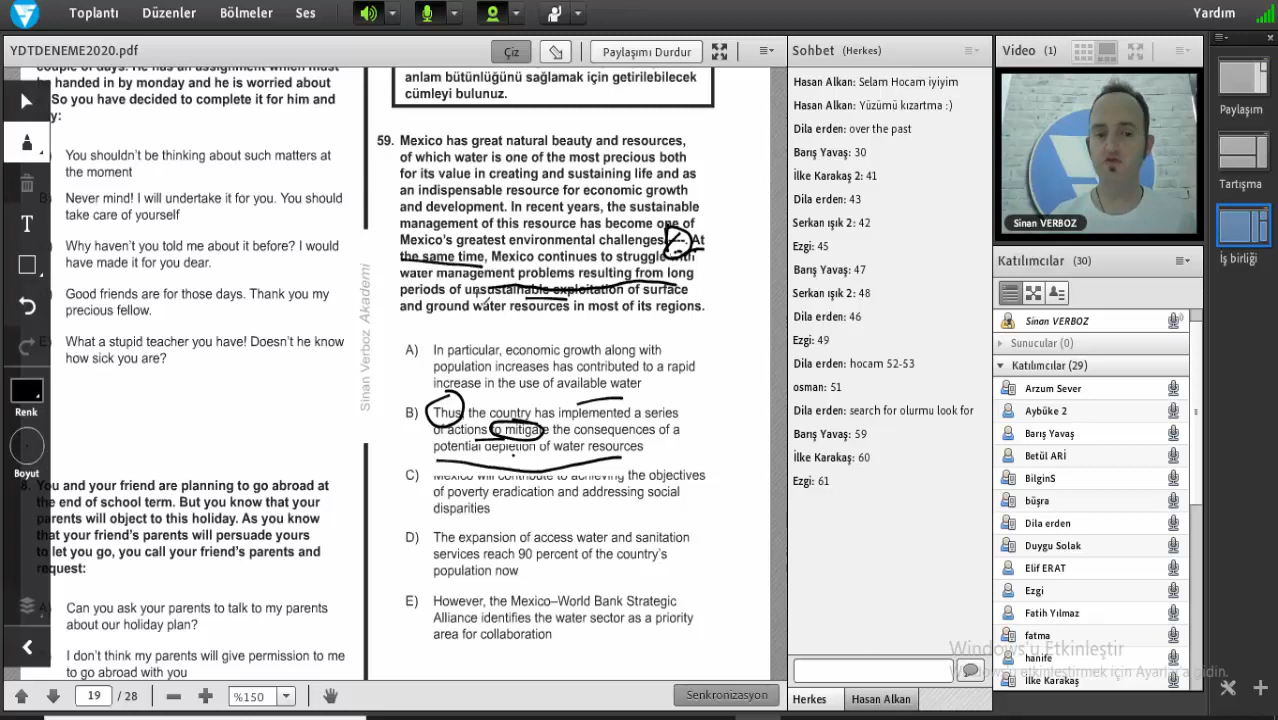 Toplantı Düzenler Bölmeler Ses Yardım
YDTDENEME2020.pdf
Çiz
Paylaşımı Durdur
couple of days. He has an assignment which must
be handed in by monday and he is worried about
So you have decided to complete it for him and
You shouldn't be thinking about such matters at
the moment
Never mind! I will undertake it for you. You should
take care of yourself
Why haven't you told me about it before? I would
have made it for you dear.
Good friends are for those days. Thank you my
precious fellow.
What a stupid teacher you have! Doesn't he know
how sick you are?
8. You and your friend are planning to go abroad at
the end of school term. But you know that your
parents will object to this holiday. As you know
that your friend's parents will persuade yours
to let you go, you call your friend's parents and
request:
Can you ask your parents to talk to my parents
about our holiday plan?
I don't think my parents will give permission to me
to go abroad with you
Sinan Verboz Akademi
anlam bütünlüğünü sağlamak için getirilebilecek
cümleyi bulunuz.
59. Mexico has great natural beauty and resources,
of which water is one of the most precious both
for its value in creating and sustaining life and as
an indispensable resource for economic growth
and development. In recent years, the sustainable
management of this resource has become one of
Mexico's greatest environmental challenges. ---. At
the same time, Mexico continues to struggle with
water management problems resulting from long
periods of unsustainable exploitation of surface
and ground water resources in most of its regions.
A) In particular, economic growth along with
population increases has contributed to a rapid
increase in the use of available water
B) Thus, the country has implemented a series
of actions to mitigate the consequences of a
potential depletion of water resources
C) Mexico will contribute to achieving the objectives
of poverty eradication and addressing social
disparities
D) The expansion of access water and sanitation
services reach 90 percent of the country's
population now
E) However, the Mexico–World Bank Strategic
Alliance identifies the water sector as a priority
area for collaboration
Renk
Boyut
19 / 28
%150
Senkronizasyon
Sohbet (Herkes)
Hasan Alkan: Selam Hocam iyiyim
Hasan Alkan: Yüzümü kızartma :)
Dila erden: over the past
Barış Yavaş: 30
İlke Karakaş 2: 41
Dila erden: 43
Serkan ışık 2: 42
Ezgi: 45
Barış Yavaş: 47
Serkan ışık 2: 48
Dila erden: 46
Ezgi: 49
Dila erden: hocam 52-53
osman: 51
Dila erden: search for olurmu look for
Barış Yavaş: 59
İlke Karakaş: 60
Ezgi: 61
Herkes
Hasan Alkan
Video (1)
Sinan VERBOZ
Katılımcılar (30)
Sinan VERBOZ
Sunucular (0)
Katılımcılar (29)
Arzum Sever
Aybüke 2
Barış Yavaş
Betül ARİ
BilginS
büşra
Dila erden
Duygu Solak
Elif ERAT
Ezgi
Fatih Yılmaz
fatma
hanife
İlke Karakaş
Paylaşım
Tartışma
İş birliği
Windows'u Etkinleştir
Windows'u etkinleştirmek için Ayarlar'a gidin.